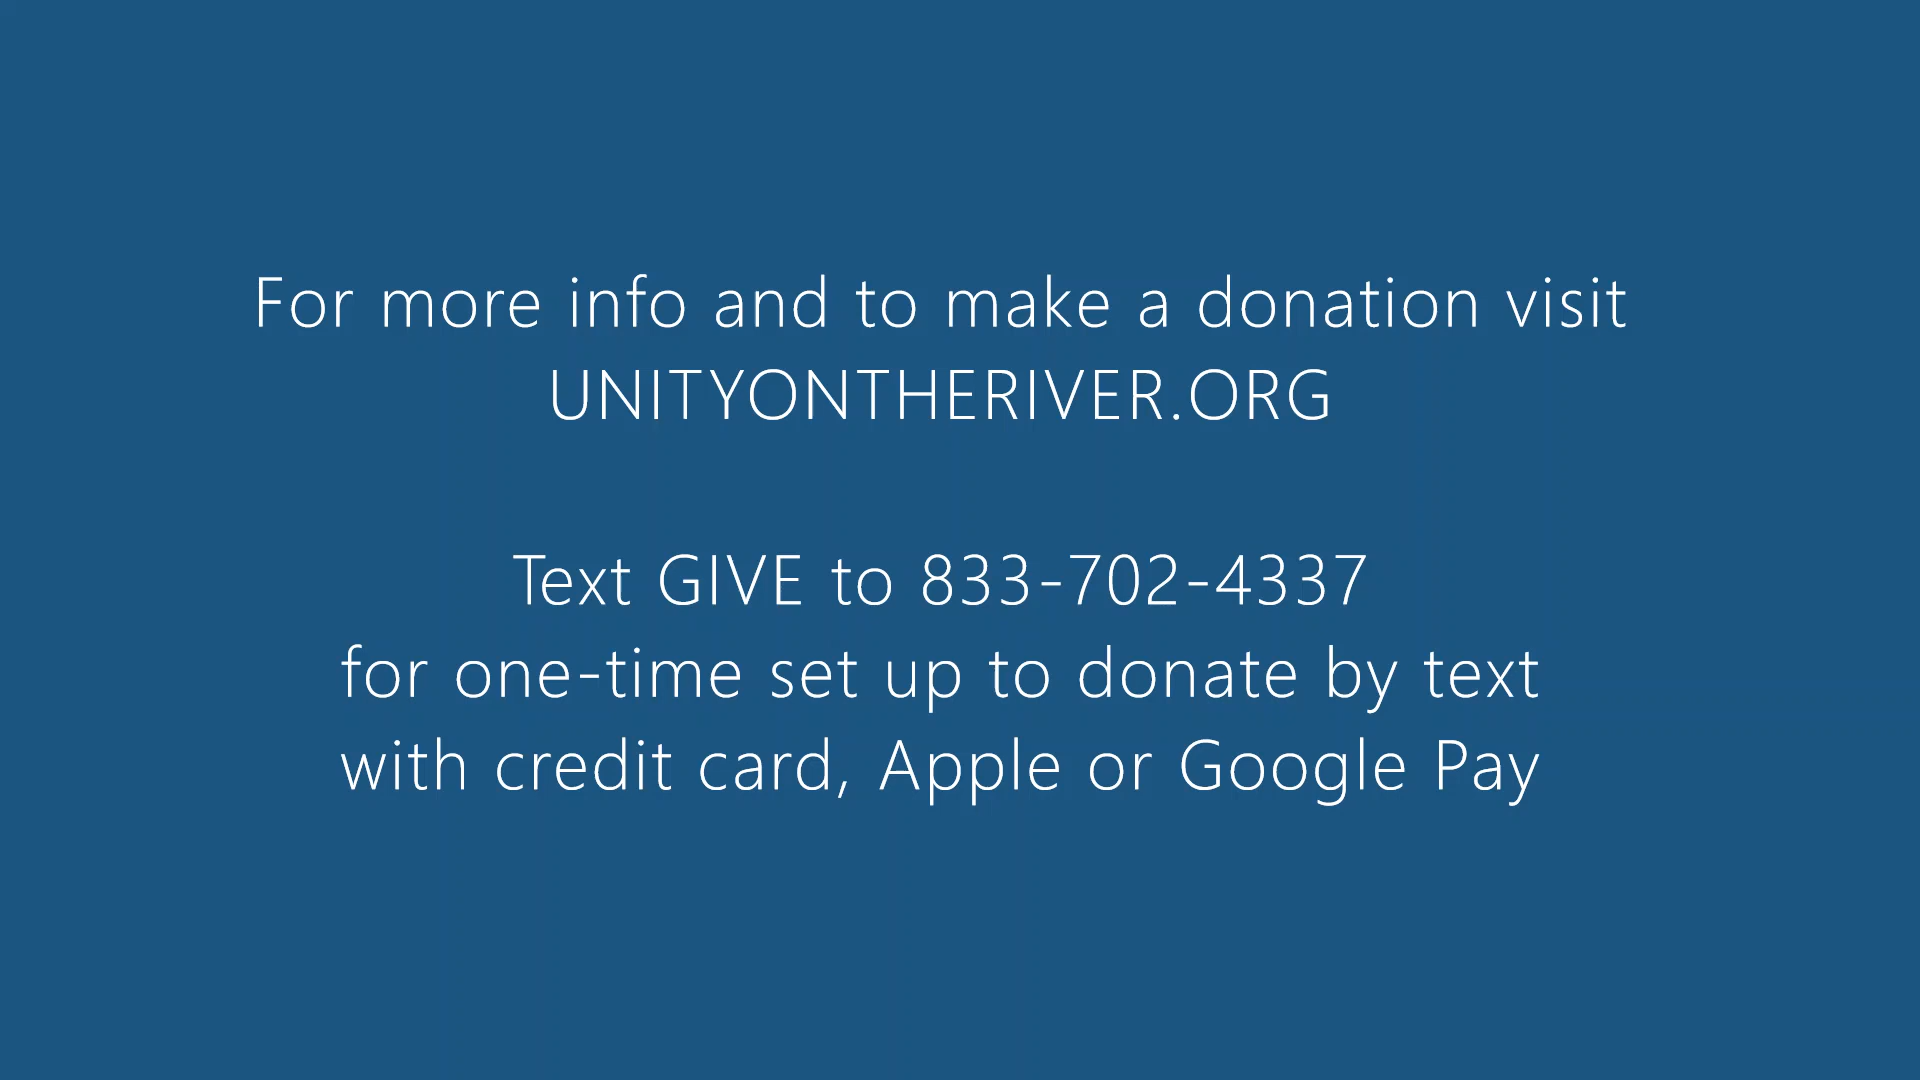 For more info and to make a donation visit
UNITYONTHERIVER.ORG
Text GIVE to 833-702-4337
for one-time set up to donate by text
with credit card, Apple or Google Pay